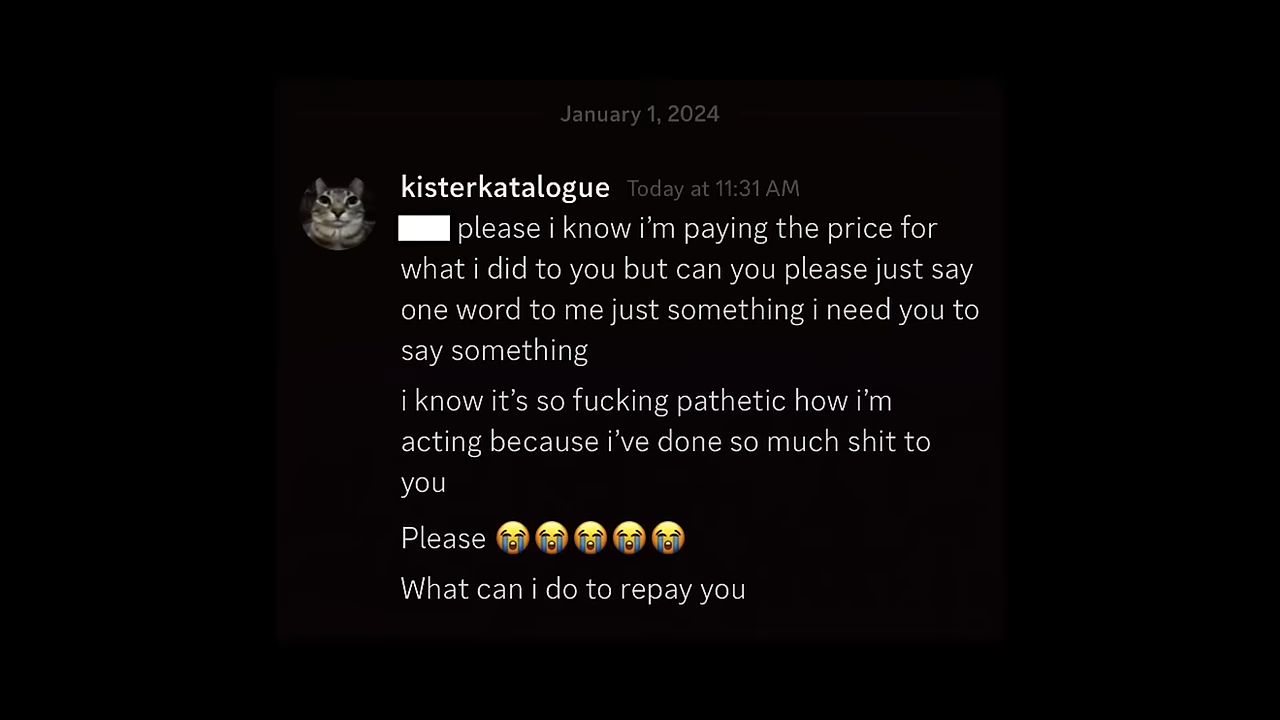 January 1, 2024
kisterkatalogue Today at 11:31 AM
please i know i’m paying the price for
what i did to you but can you please just say
one word to me just something i need you to
say something
i know it’s so fucking pathetic how i’m
acting because i’ve done so much shit to
you
Please 😭😭😭😭😭
What can i do to repay you